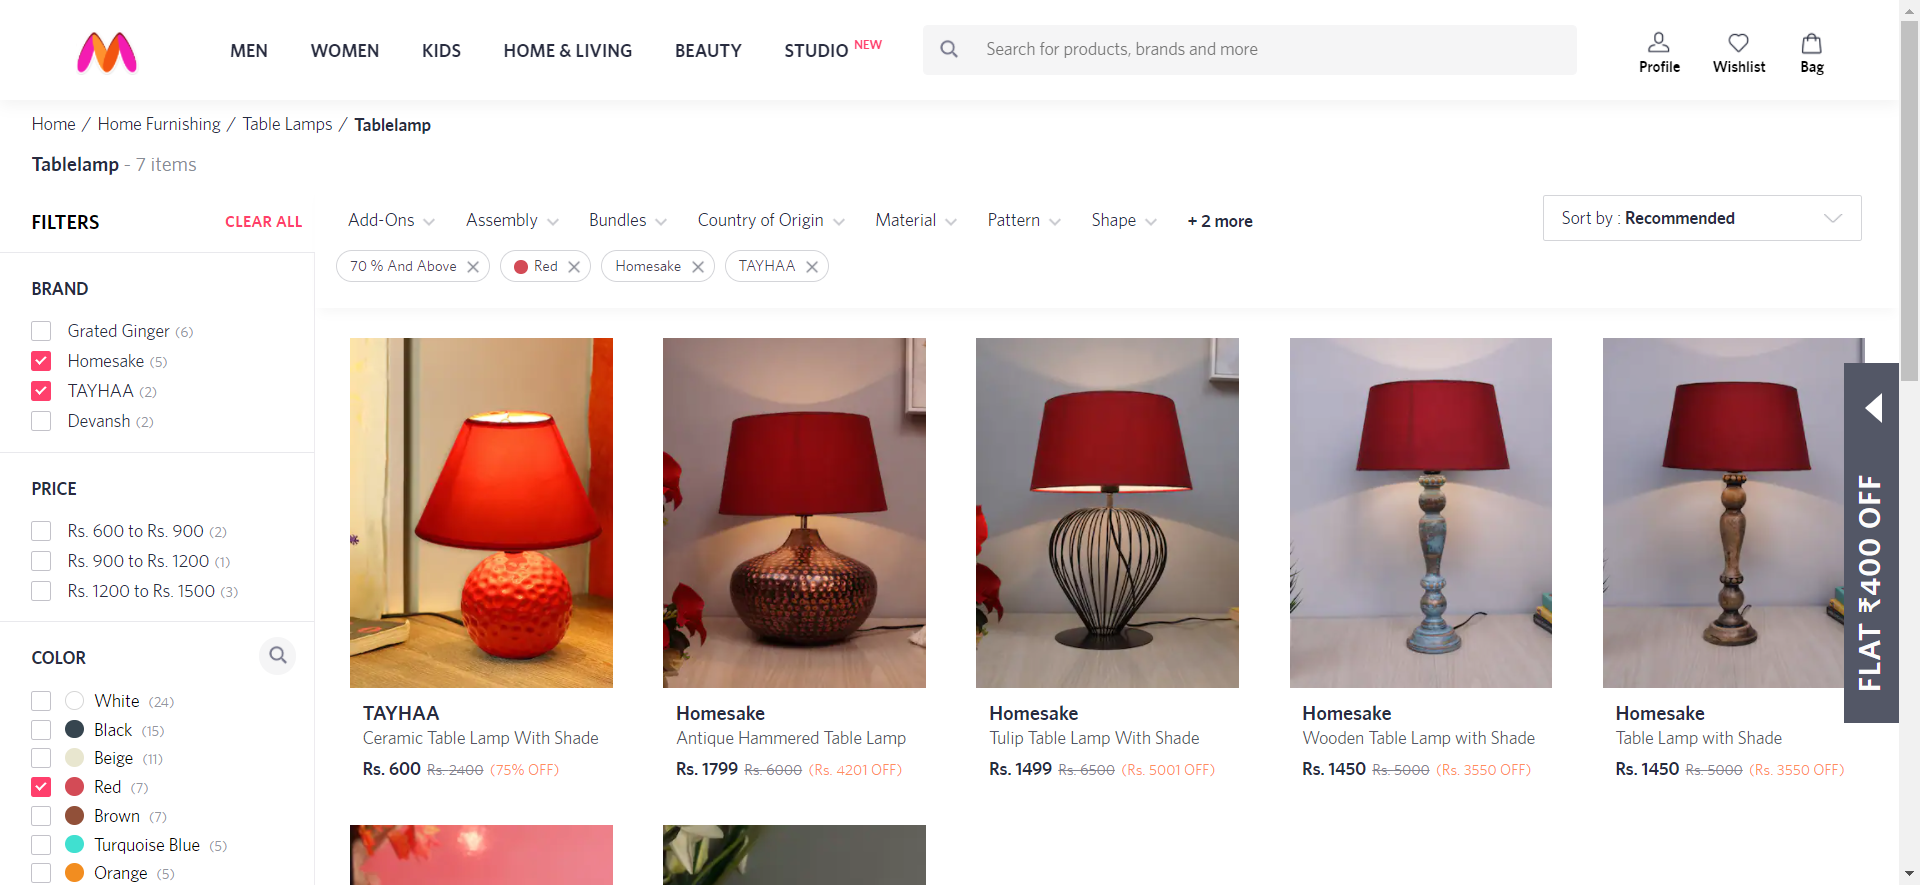 MEN WOMEN KIDS HOME & LIVING BEAUTY STUDIO NEW Search for products, brands and more Profile Wishlist Bag
Home / Home Furnishing / Table Lamps / Tablelamp
Tablelamp - 7 items
FILTERS CLEAR ALL
Add-Ons Assembly Bundles Country of Origin Material Pattern Shape + 2 more
Sort by : Recommended
70 % And Above Red Homesake TAYHAA
BRAND
Grated Ginger (6)
Homesake (5)
TAYHAA (2)
Devansh (2)
PRICE
Rs. 600 to Rs. 900 (2)
Rs. 900 to Rs. 1200 (1)
Rs. 1200 to Rs. 1500 (3)
COLOR
White (24)
Black (15)
Beige (11)
Red (7)
Brown (7)
Turquoise Blue (5)
Orange (5)
TAYHAA
Ceramic Table Lamp With Shade
Rs. 600 Rs. 2400 (75% OFF)
Homesake
Antique Hammered Table Lamp
Rs. 1799 Rs. 6000 (Rs. 4201 OFF)
Homesake
Tulip Table Lamp With Shade
Rs. 1499 Rs. 6500 (Rs. 5001 OFF)
Homesake
Wooden Table Lamp with Shade
Rs. 1450 Rs. 5000 (Rs. 3550 OFF)
Homesake
Table Lamp with Shade
Rs. 1450 Rs. 5000 (Rs. 3550 OFF)
FLAT ₹400 OFF